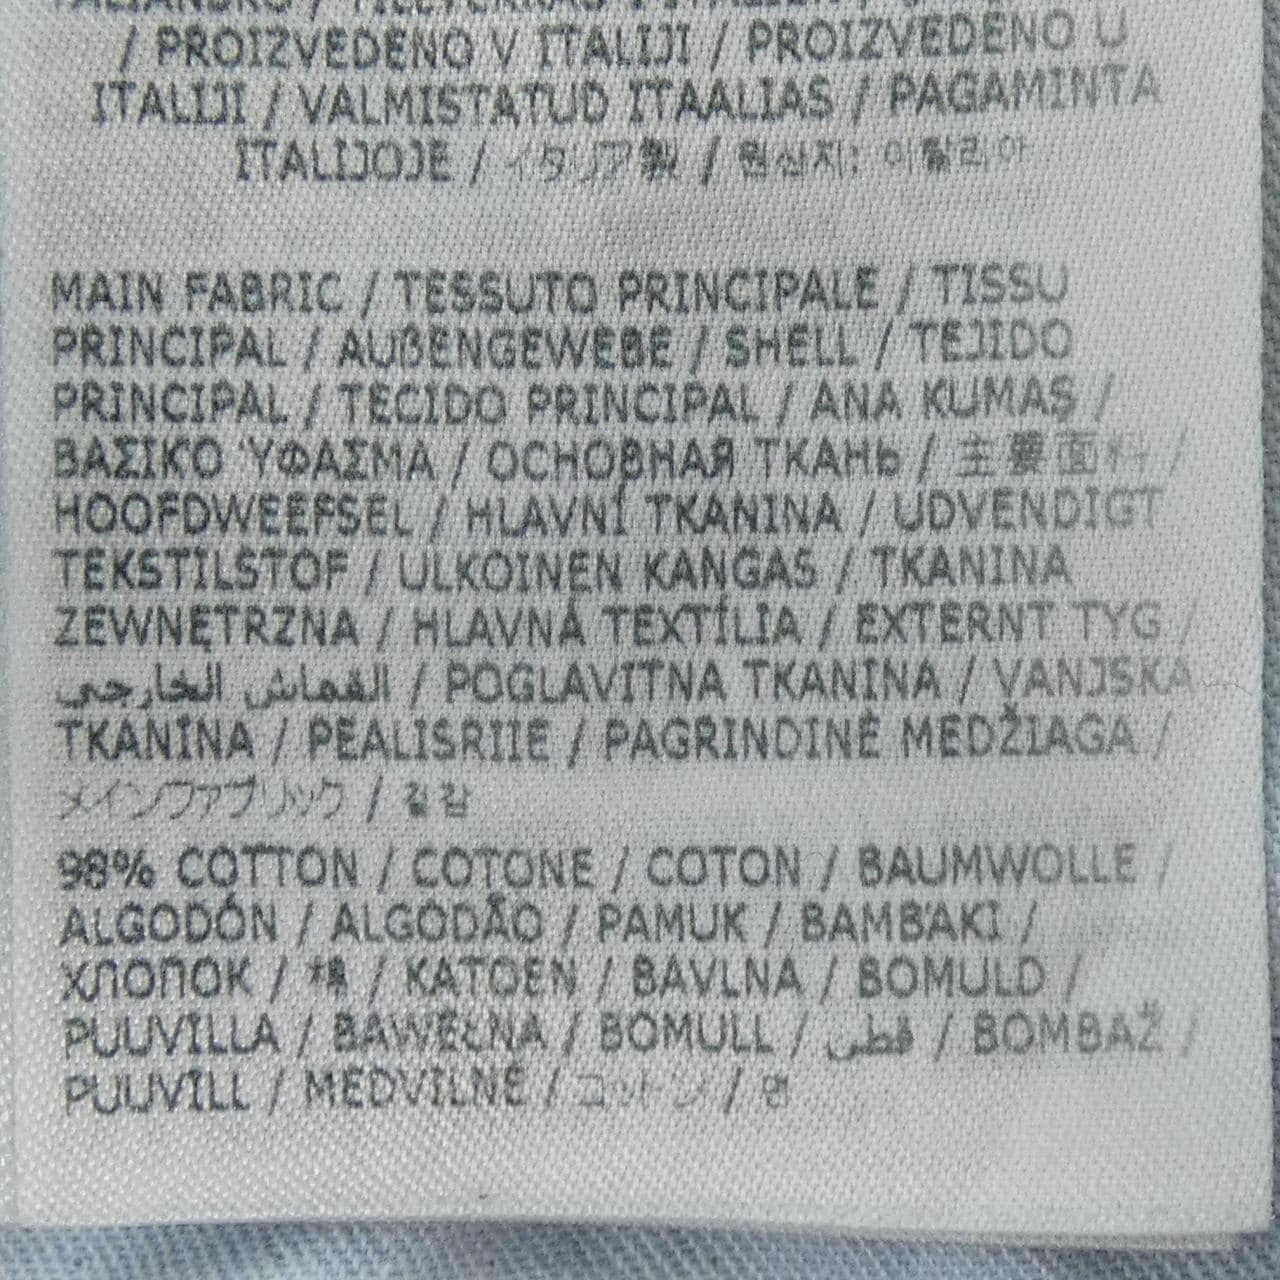 / PROIZVEDENO V ITALIJI / PROIZVEDENO U
ITALIJI / VALMISTATUD ITAALIAS / PAGAMINTA
ITALIJOJE / イタリア製 / 원산지: 이탈리아
MAIN FABRIC / TESSUTO PRINCIPALE / TISSU
PRINCIPAL / AUßENGEWEBE / SHELL / TEJIDO
PRINCIPAL / TECIDO PRINCIPAL / ANA KUMAŞ /
ΒΑΣΙΚΟ ΎΦΑΣΜΑ / ОСНОВНАЯ ТКАНЬ / 主要面料 /
HOOFDWEEFSEL / HLAVNÍ TKANINA / UDVENDIGT
TEKSTILSTOF / ULKOINEN KANGAS / TKANINA
ZEWNĘTRZNA / HLAVNÁ TEXTÍLIA / EXTERNT TYG /
القماش الخارجي / POGLAVITNA TKANINA / VANJSKA
TKANINA / PEALISRIIE / PAGRINDINĖ MEDŽIAGA /
メインファブリック / 겉감
98% COTTON / COTONE / COTON / BAUMWOLLE /
ALGODÓN / ALGODÃO / PAMUK / BAMBAKI /
ХЛОПОК / 棉 / KATOEN / BAVLNA / BOMULD /
PUUVILLA / BAWEŁNA / BOMULL / قطن / BOMBAŽ /
PUUVILL / MEDVILNĖ / コットン / 면